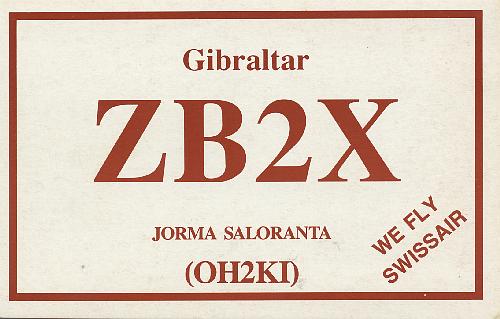 Gibraltar
ZB2X
JORMA SALORANTA
(OH2KI)
WE FLY
SWISSAIR